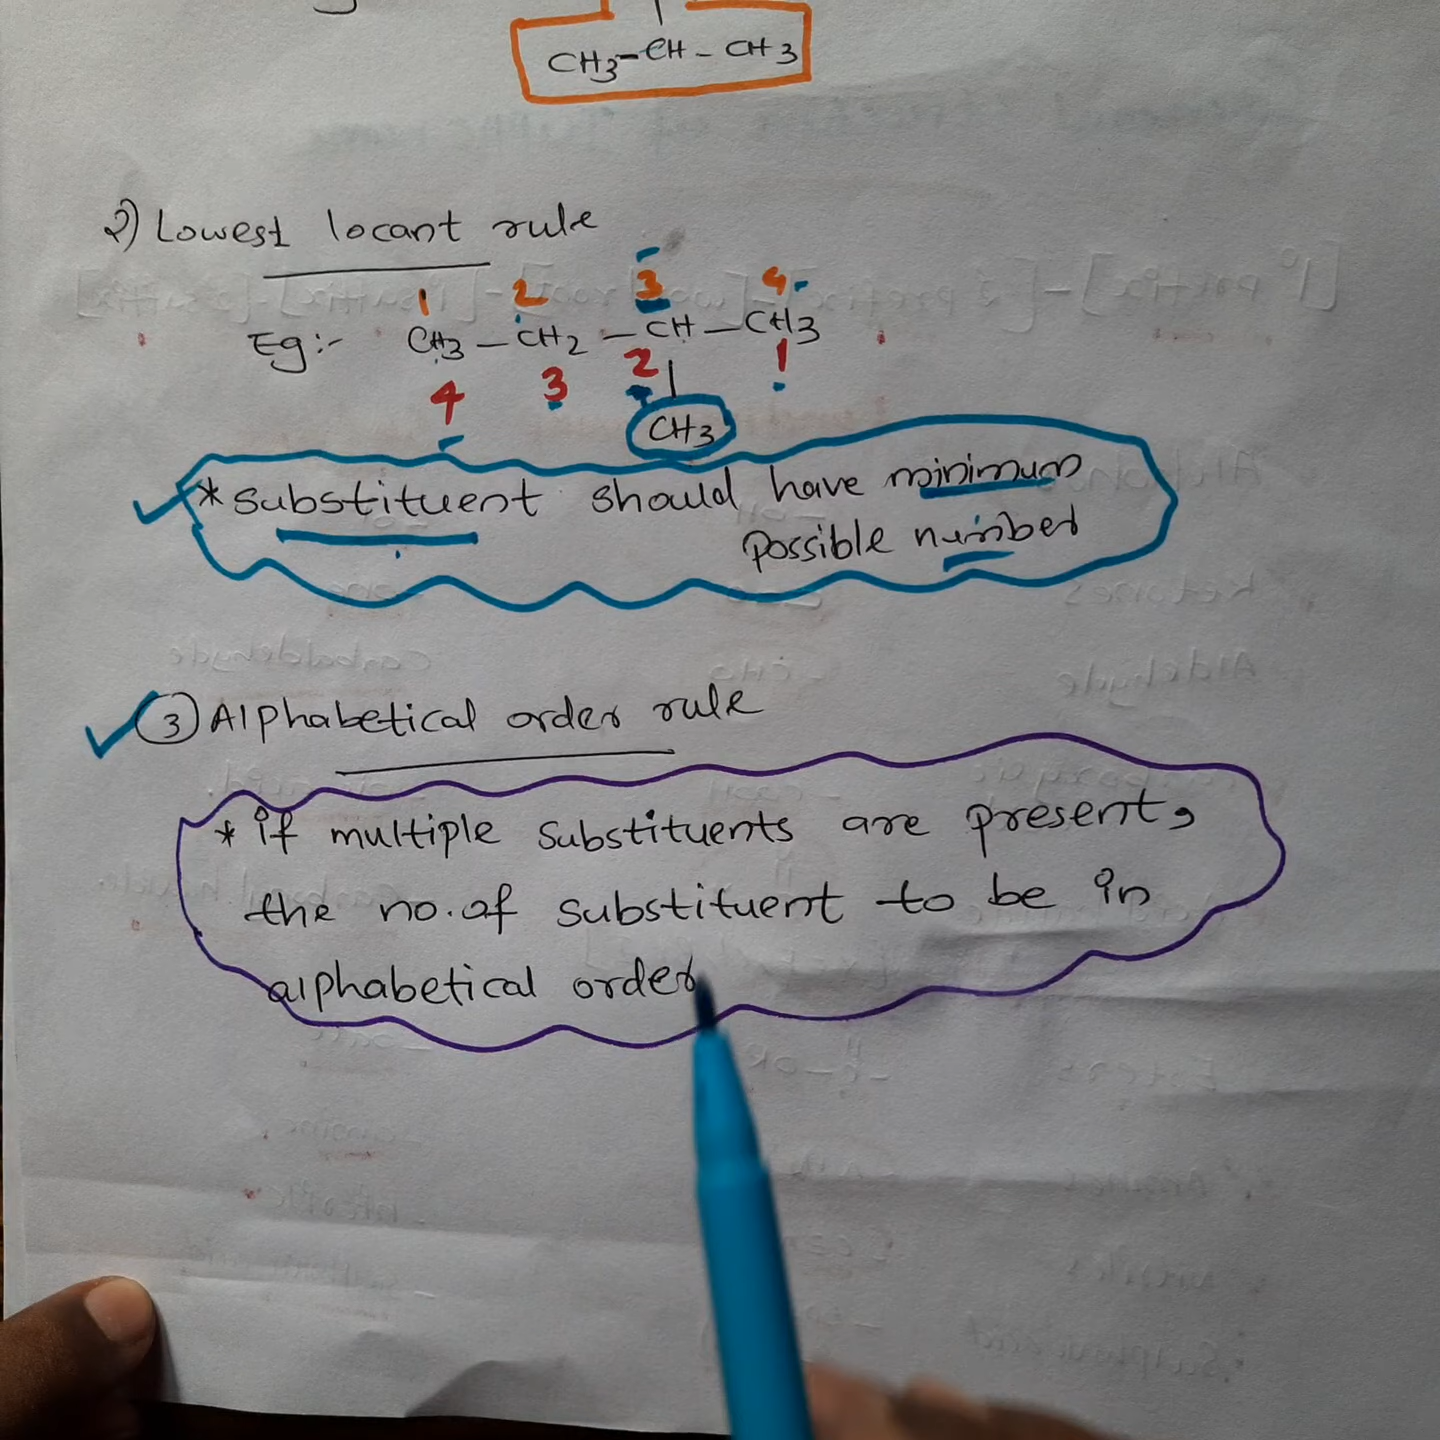 CH3-CH-CH3
2) Lowest locant rule
1 2 3 4
Eg:- CH3-CH2-CH-CH3
4 3 2 1
CH3
*substituent should have minimum
possible number
③ Alphabetical order rule
* if multiple substituents are present,
the no.of substituent to be in
alphabetical order